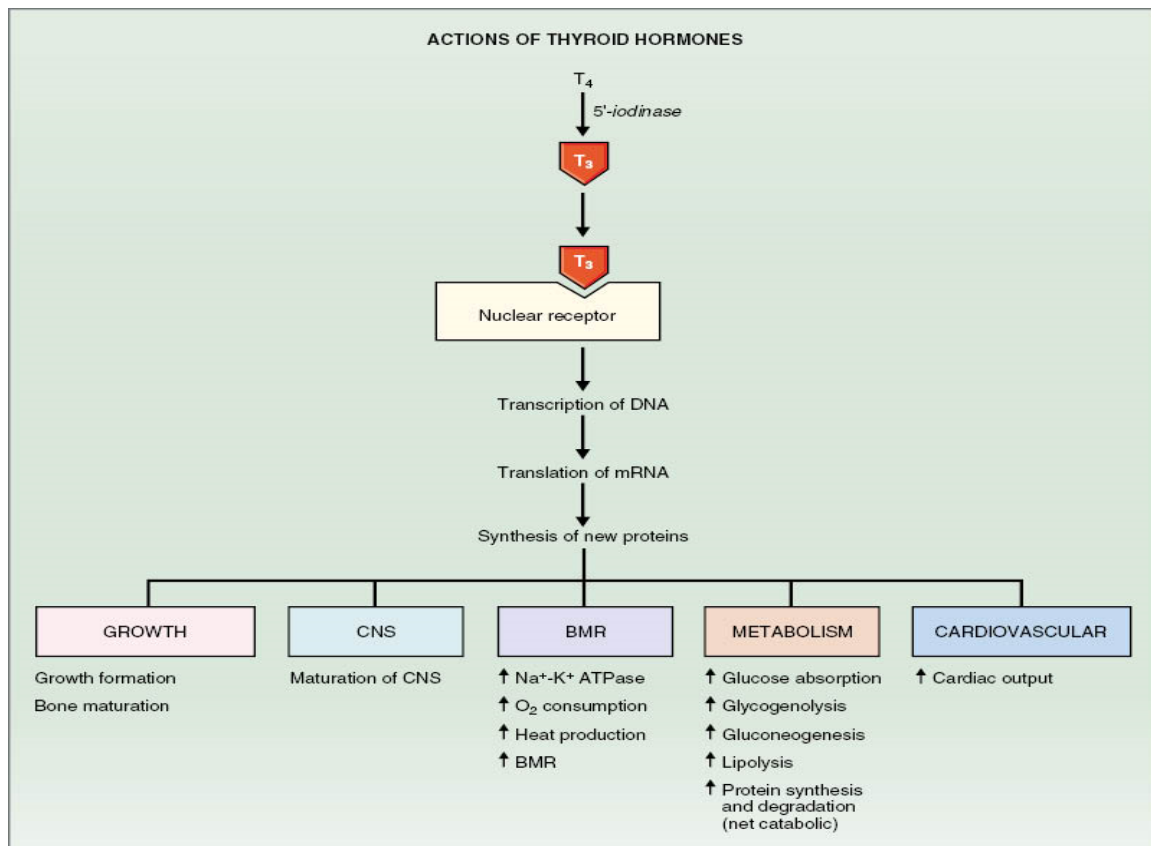 ACTIONS OF THYROID HORMONES
T₄
5'-iodinase
T₃
T₃
Nuclear receptor
Transcription of DNA
Translation of mRNA
Synthesis of new proteins
GROWTH
Growth formation
Bone maturation
CNS
Maturation of CNS
BMR
↑ Na⁺-K⁺ ATPase
↑ O₂ consumption
↑ Heat production
↑ BMR
METABOLISM
↑ Glucose absorption
↑ Glycogenolysis
↑ Gluconeogenesis
↑ Lipolysis
↑ Protein synthesis
and degradation
(net catabolic)
CARDIOVASCULAR
↑ Cardiac output